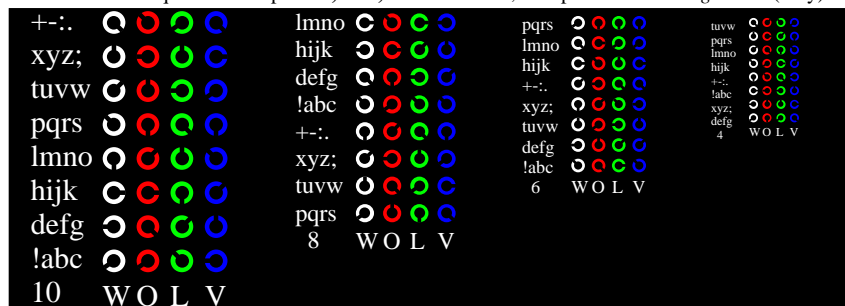 +-:.
xyz;
tuvw
pqrs
lmno
hijk
defg
!abc
10 W O L V
lmno
hijk
defg
!abc
+-:.
xyz;
tuvw
pqrs
8 W O L V
pqrs
lmno
hijk
+-:.
xyz;
tuvw
defg
!abc
6 W O L V
tuvw
pqrs
lmno
hijk
+-:.
!abc
xyz;
defg
4 W O L V